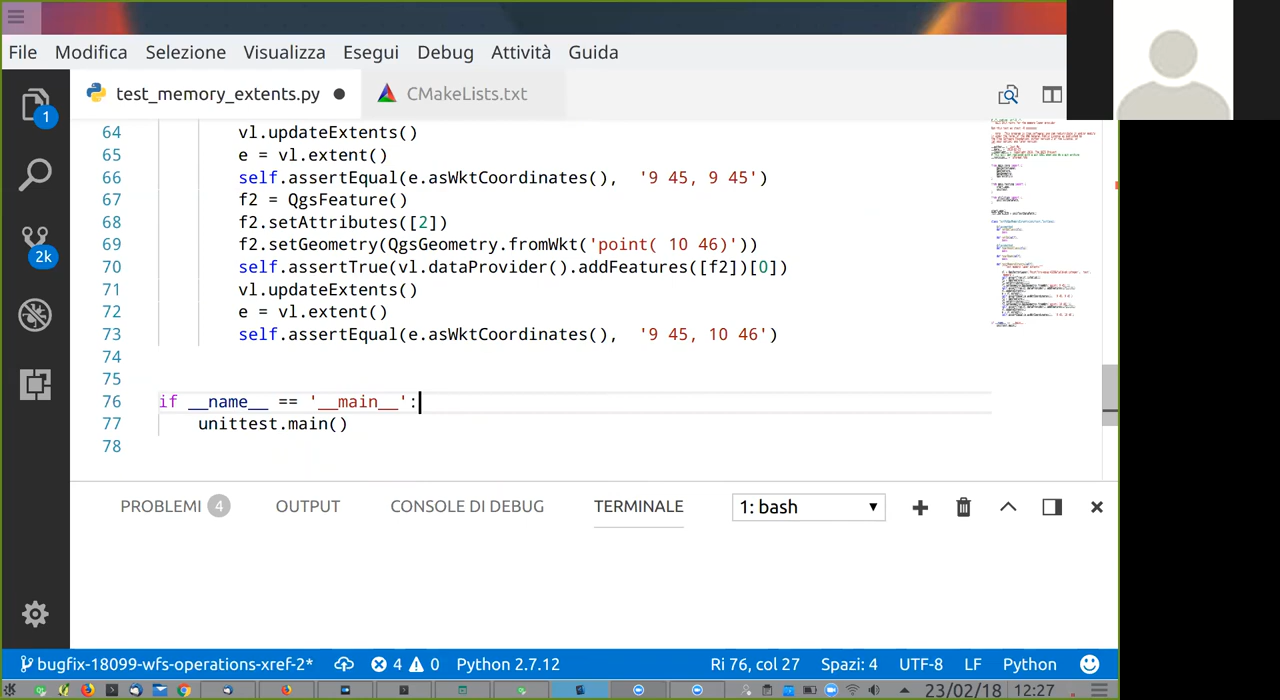 File Modifica Selezione Visualizza Esegui Debug Attività Guida
test_memory_extents.py ● CMakeLists.txt
1
2k
64 vl.updateExtents()
65 e = vl.extent()
66 self.assertEqual(e.asWktCoordinates(), '9 45, 9 45')
67 f2 = QgsFeature()
68 f2.setAttributes([2])
69 f2.setGeometry(QgsGeometry.fromWkt('point( 10 46)'))
70 self.assertTrue(vl.dataProvider().addFeatures([f2])[0])
71 vl.updateExtents()
72 e = vl.extent()
73 self.assertEqual(e.asWktCoordinates(), '9 45, 10 46')
74
75
76 if __name__ == '__main__':
77 unittest.main()
78
PROBLEMI 4 OUTPUT CONSOLE DI DEBUG TERMINALE 1: bash
bugfix-18099-wfs-operations-xref-2* 4 0 Python 2.7.12 Ri 76, col 27 Spazi: 4 UTF-8 LF Python
23/02/18 12:27